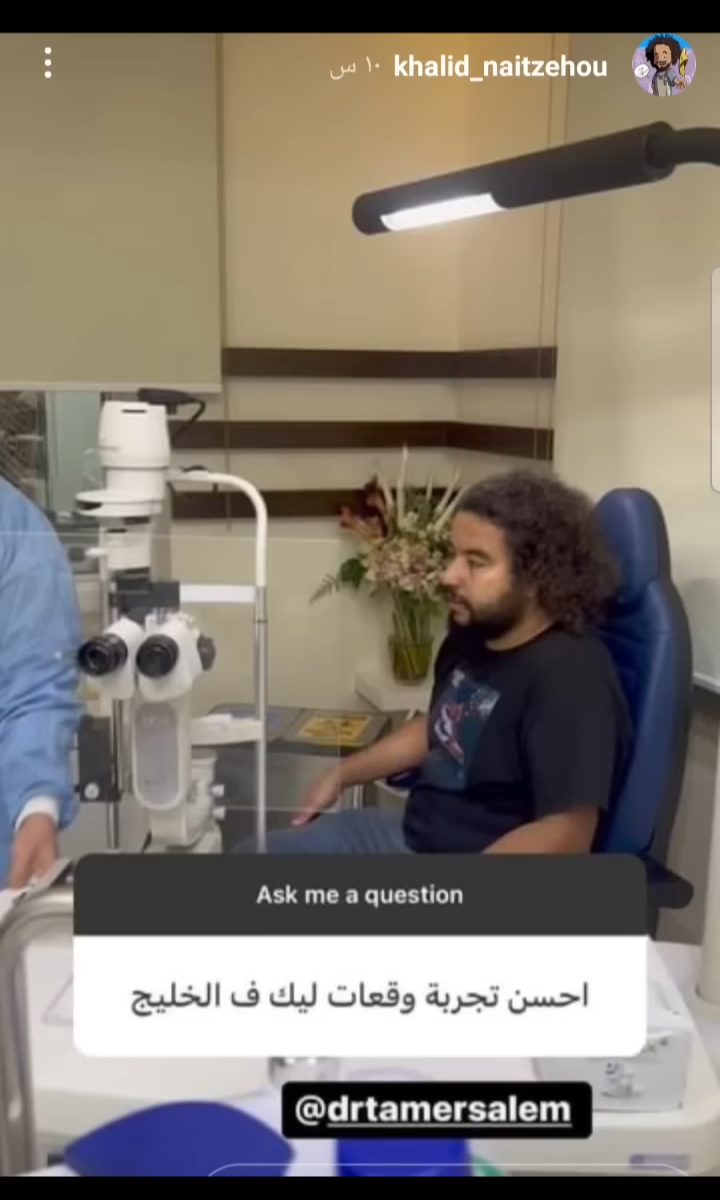 khalid_naitzehou ١٠ س
Ask me a question
احسن تجربة وقعات ليك ف الخليج
@drtamersalem